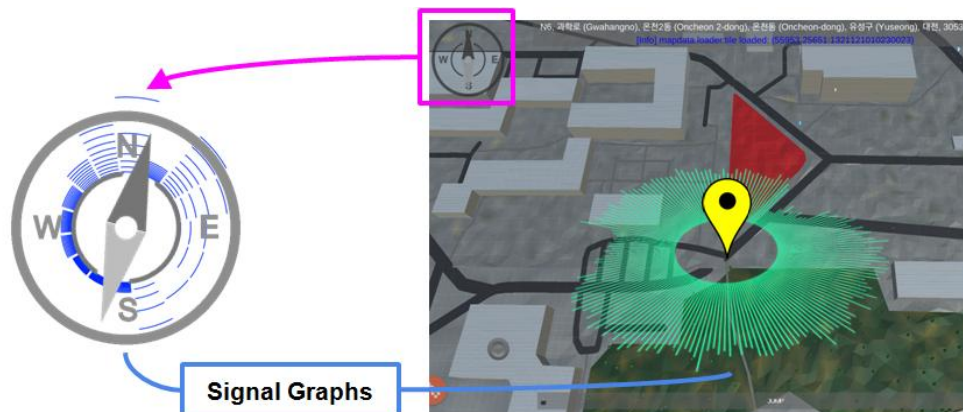 N6, 과학로 (Gwahangno), 온천2동 (Oncheon 2-dong), 온천동 (Oncheon-dong), 유성구 (Yuseong), 대전, 3053
[info] mapdata.loader.tile loaded: (55953,25651:1321121010230023)
N
W E
S
N
W E
S
Signal Graphs